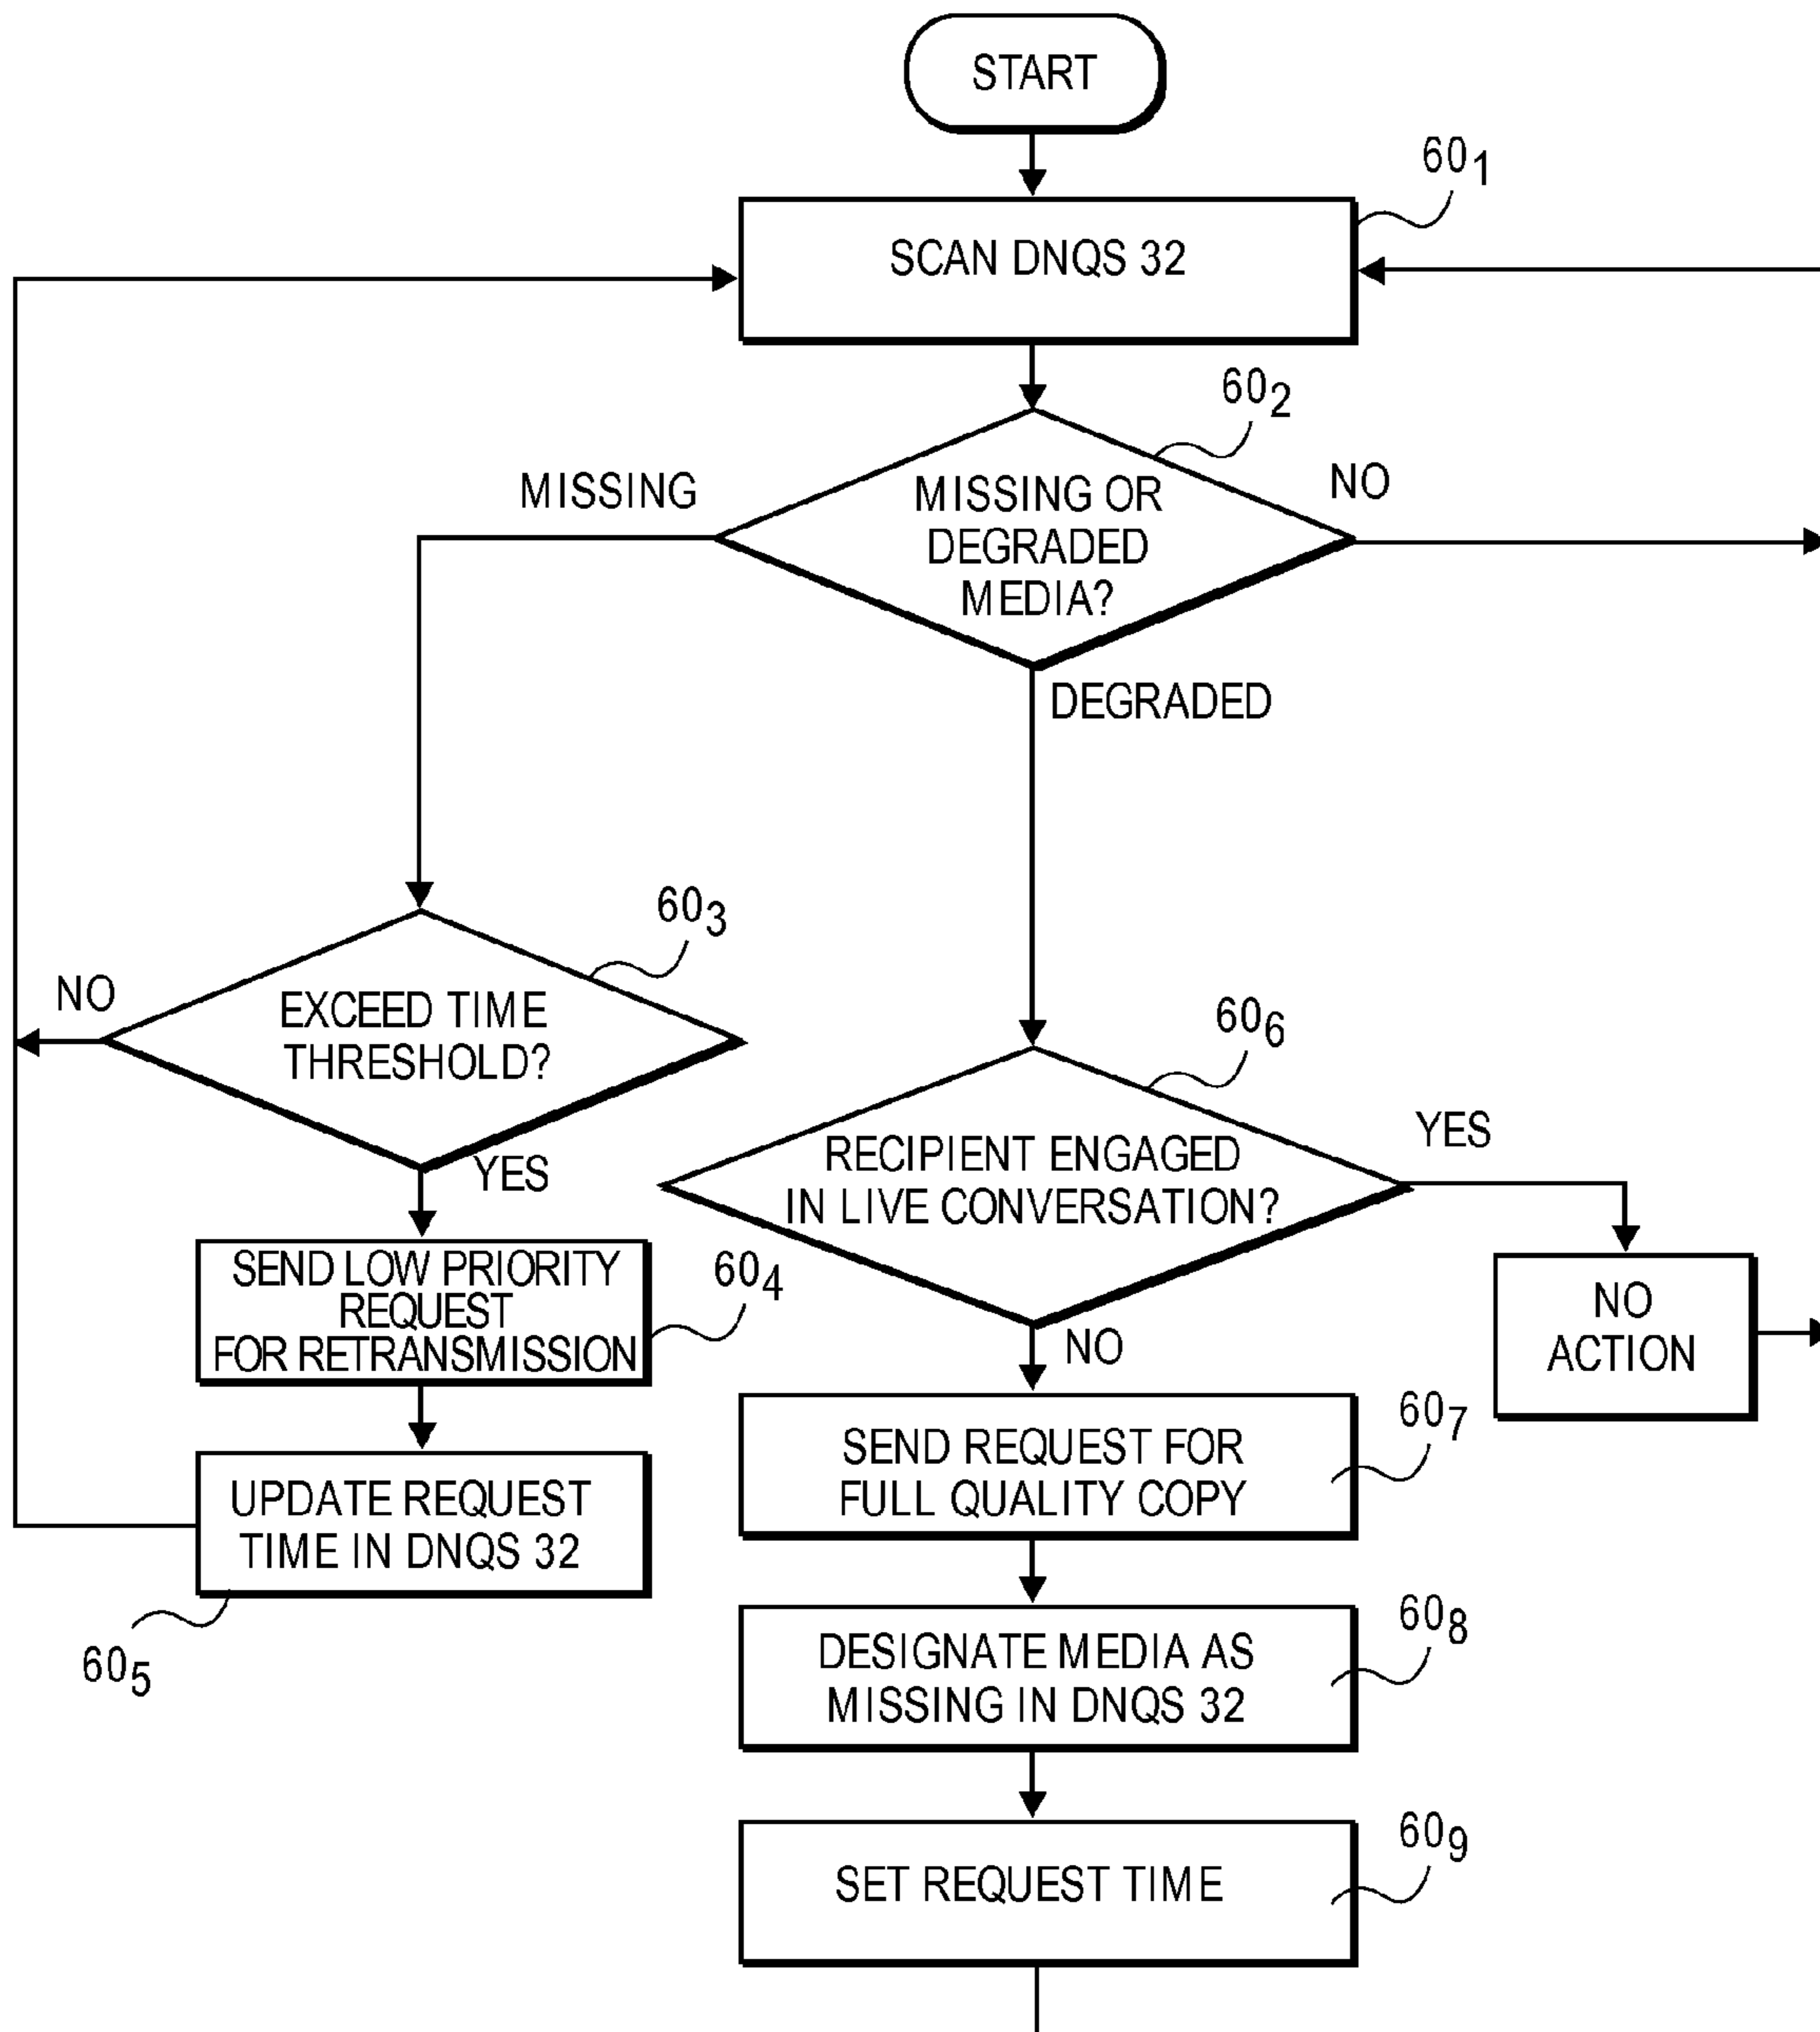 START
60₁
SCAN DNQS 32
60₂
MISSING
MISSING OR
DEGRADED
MEDIA?
NO
DEGRADED
60₃
NO
EXCEED TIME
THRESHOLD?
YES
60₆
RECIPIENT ENGAGED
IN LIVE CONVERSATION?
YES
SEND LOW PRIORITY
REQUEST
FOR RETRANSMISSION
60₄
NO
NO
ACTION
60₇
SEND REQUEST FOR
FULL QUALITY COPY
UPDATE REQUEST
TIME IN DNQS 32
60₅
60₈
DESIGNATE MEDIA AS
MISSING IN DNQS 32
60₉
SET REQUEST TIME